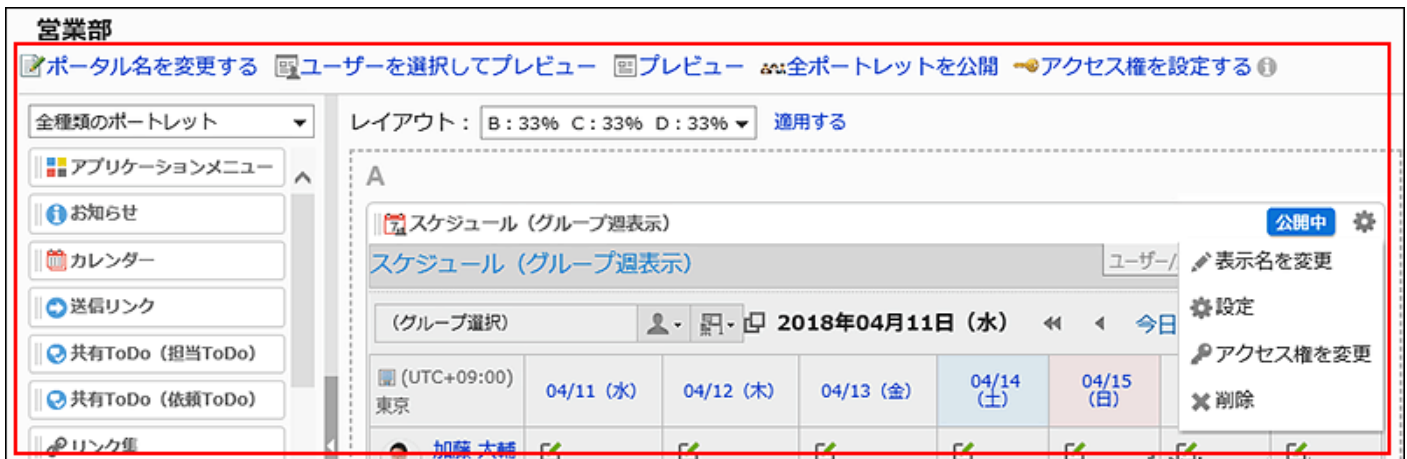 営業部
ポータル名を変更する ユーザーを選択してプレビュー プレビュー 全ポートレットを公開 アクセス権を設定する
全種類のポートレット
レイアウト： B：33% C：33% D：33% 適用する
アプリケーションメニュー
お知らせ
カレンダー
送信リンク
共有ToDo（担当ToDo）
共有ToDo（依頼ToDo）
リンク集
A
スケジュール（グループ週表示） 公開中
スケジュール（グループ週表示） ユーザー/
(グループ選択) 2018年04月11日（水） 今日
表示名を変更
設定
アクセス権を変更
削除
(UTC+09:00)
東京
04/11（水） 04/12（木） 04/13（金） 04/14（土） 04/15（日）
加藤 大輔